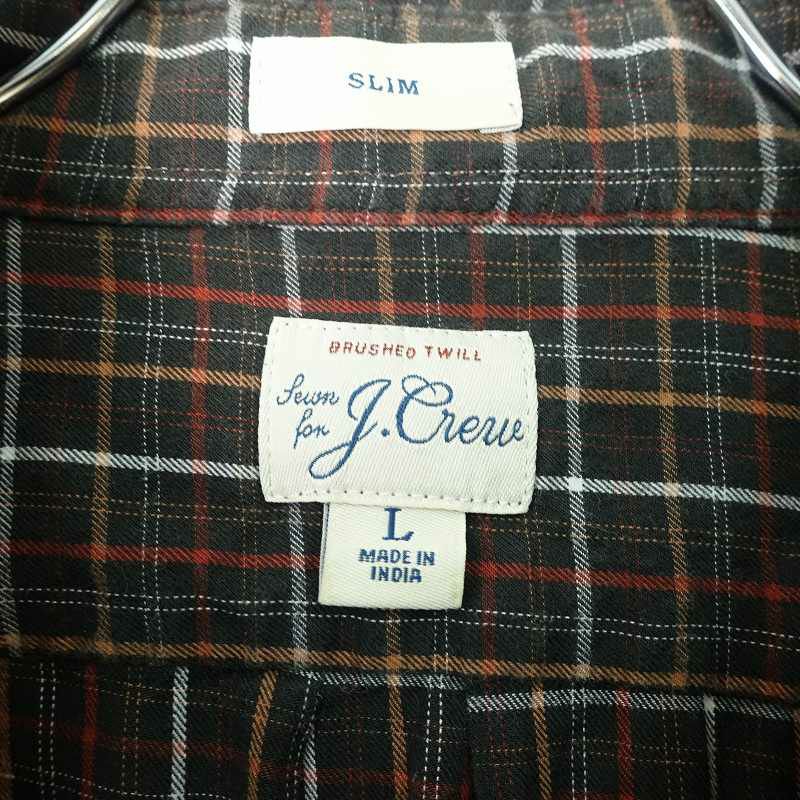 SLIM
BRUSHED TWILL
Sewn for J.Crew
L
MADE IN
INDIA